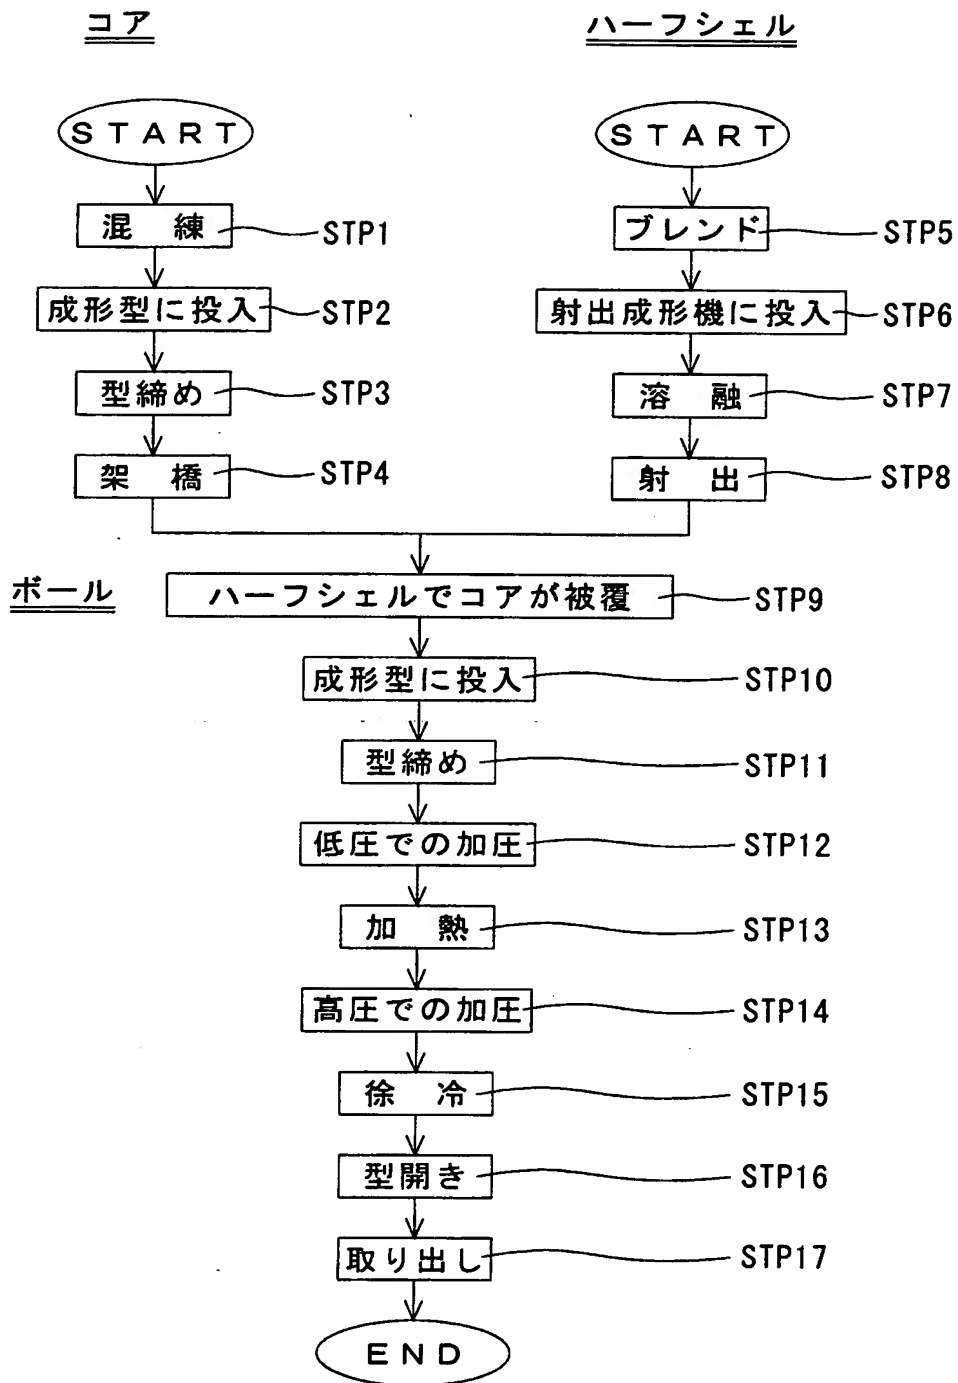 コア
START
混練
STP1
成形型に投入
STP2
型締め
STP3
架橋
STP4
ハーフシェル
START
ブレンド
STP5
射出成形機に投入
STP6
溶融
STP7
射出
STP8
ボール
ハーフシェルでコアが被覆
STP9
成形型に投入
STP10
型締め
STP11
低圧での加圧
STP12
加熱
STP13
高圧での加圧
STP14
徐冷
STP15
型開き
STP16
取り出し
STP17
END